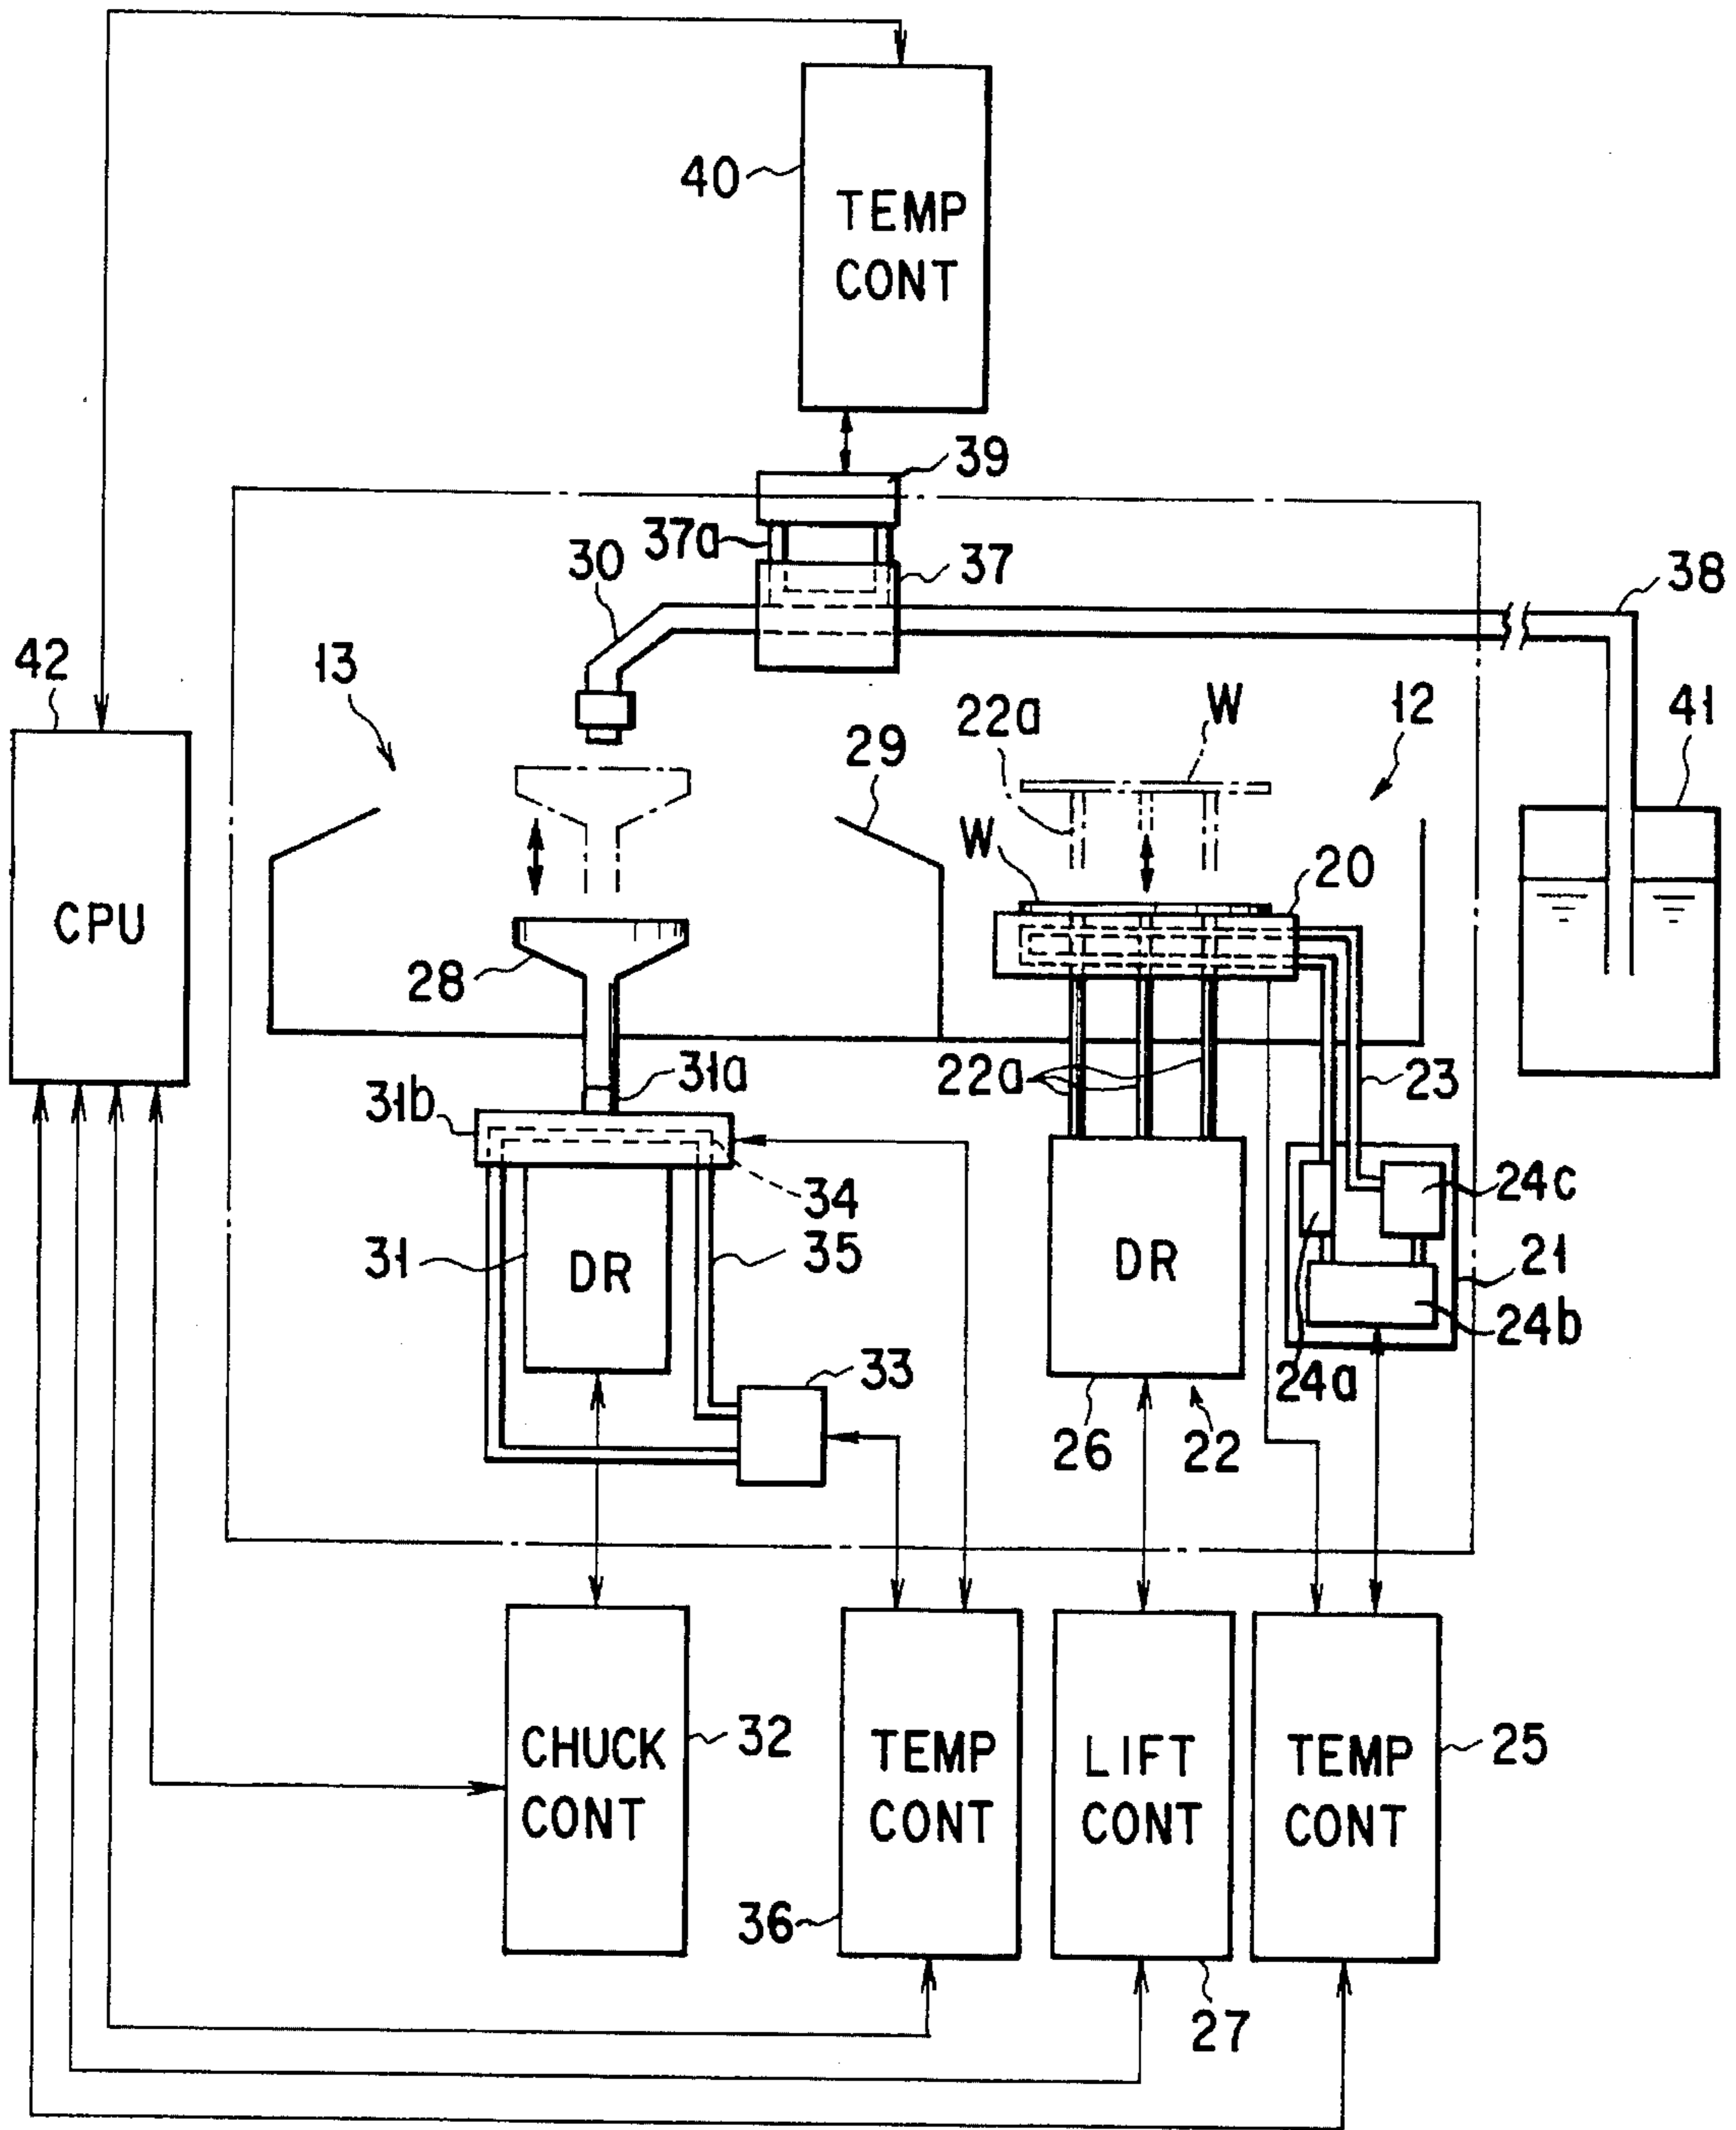 40
TEMP
CONT
39
37a
30
37
38
42
13
22a
W
12
41
29
W
20
CPU
28
31a
22a
23
31b
34
24c
31
DR
35
DR
21
24b
33
24a
26
22
CHUCK
CONT
32
TEMP
CONT
LIFT
CONT
TEMP
CONT
25
36
27